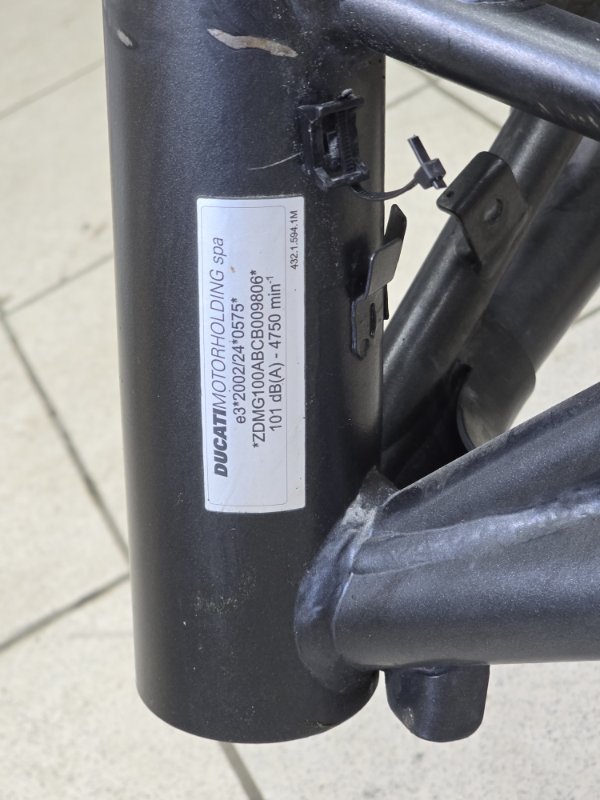 DUCATIMOTORHOLDING spa
e3*2002/24*0575*
*ZDMG100ABCB009806*
101 dB(A) - 4750 min-1
432.1.594.1M